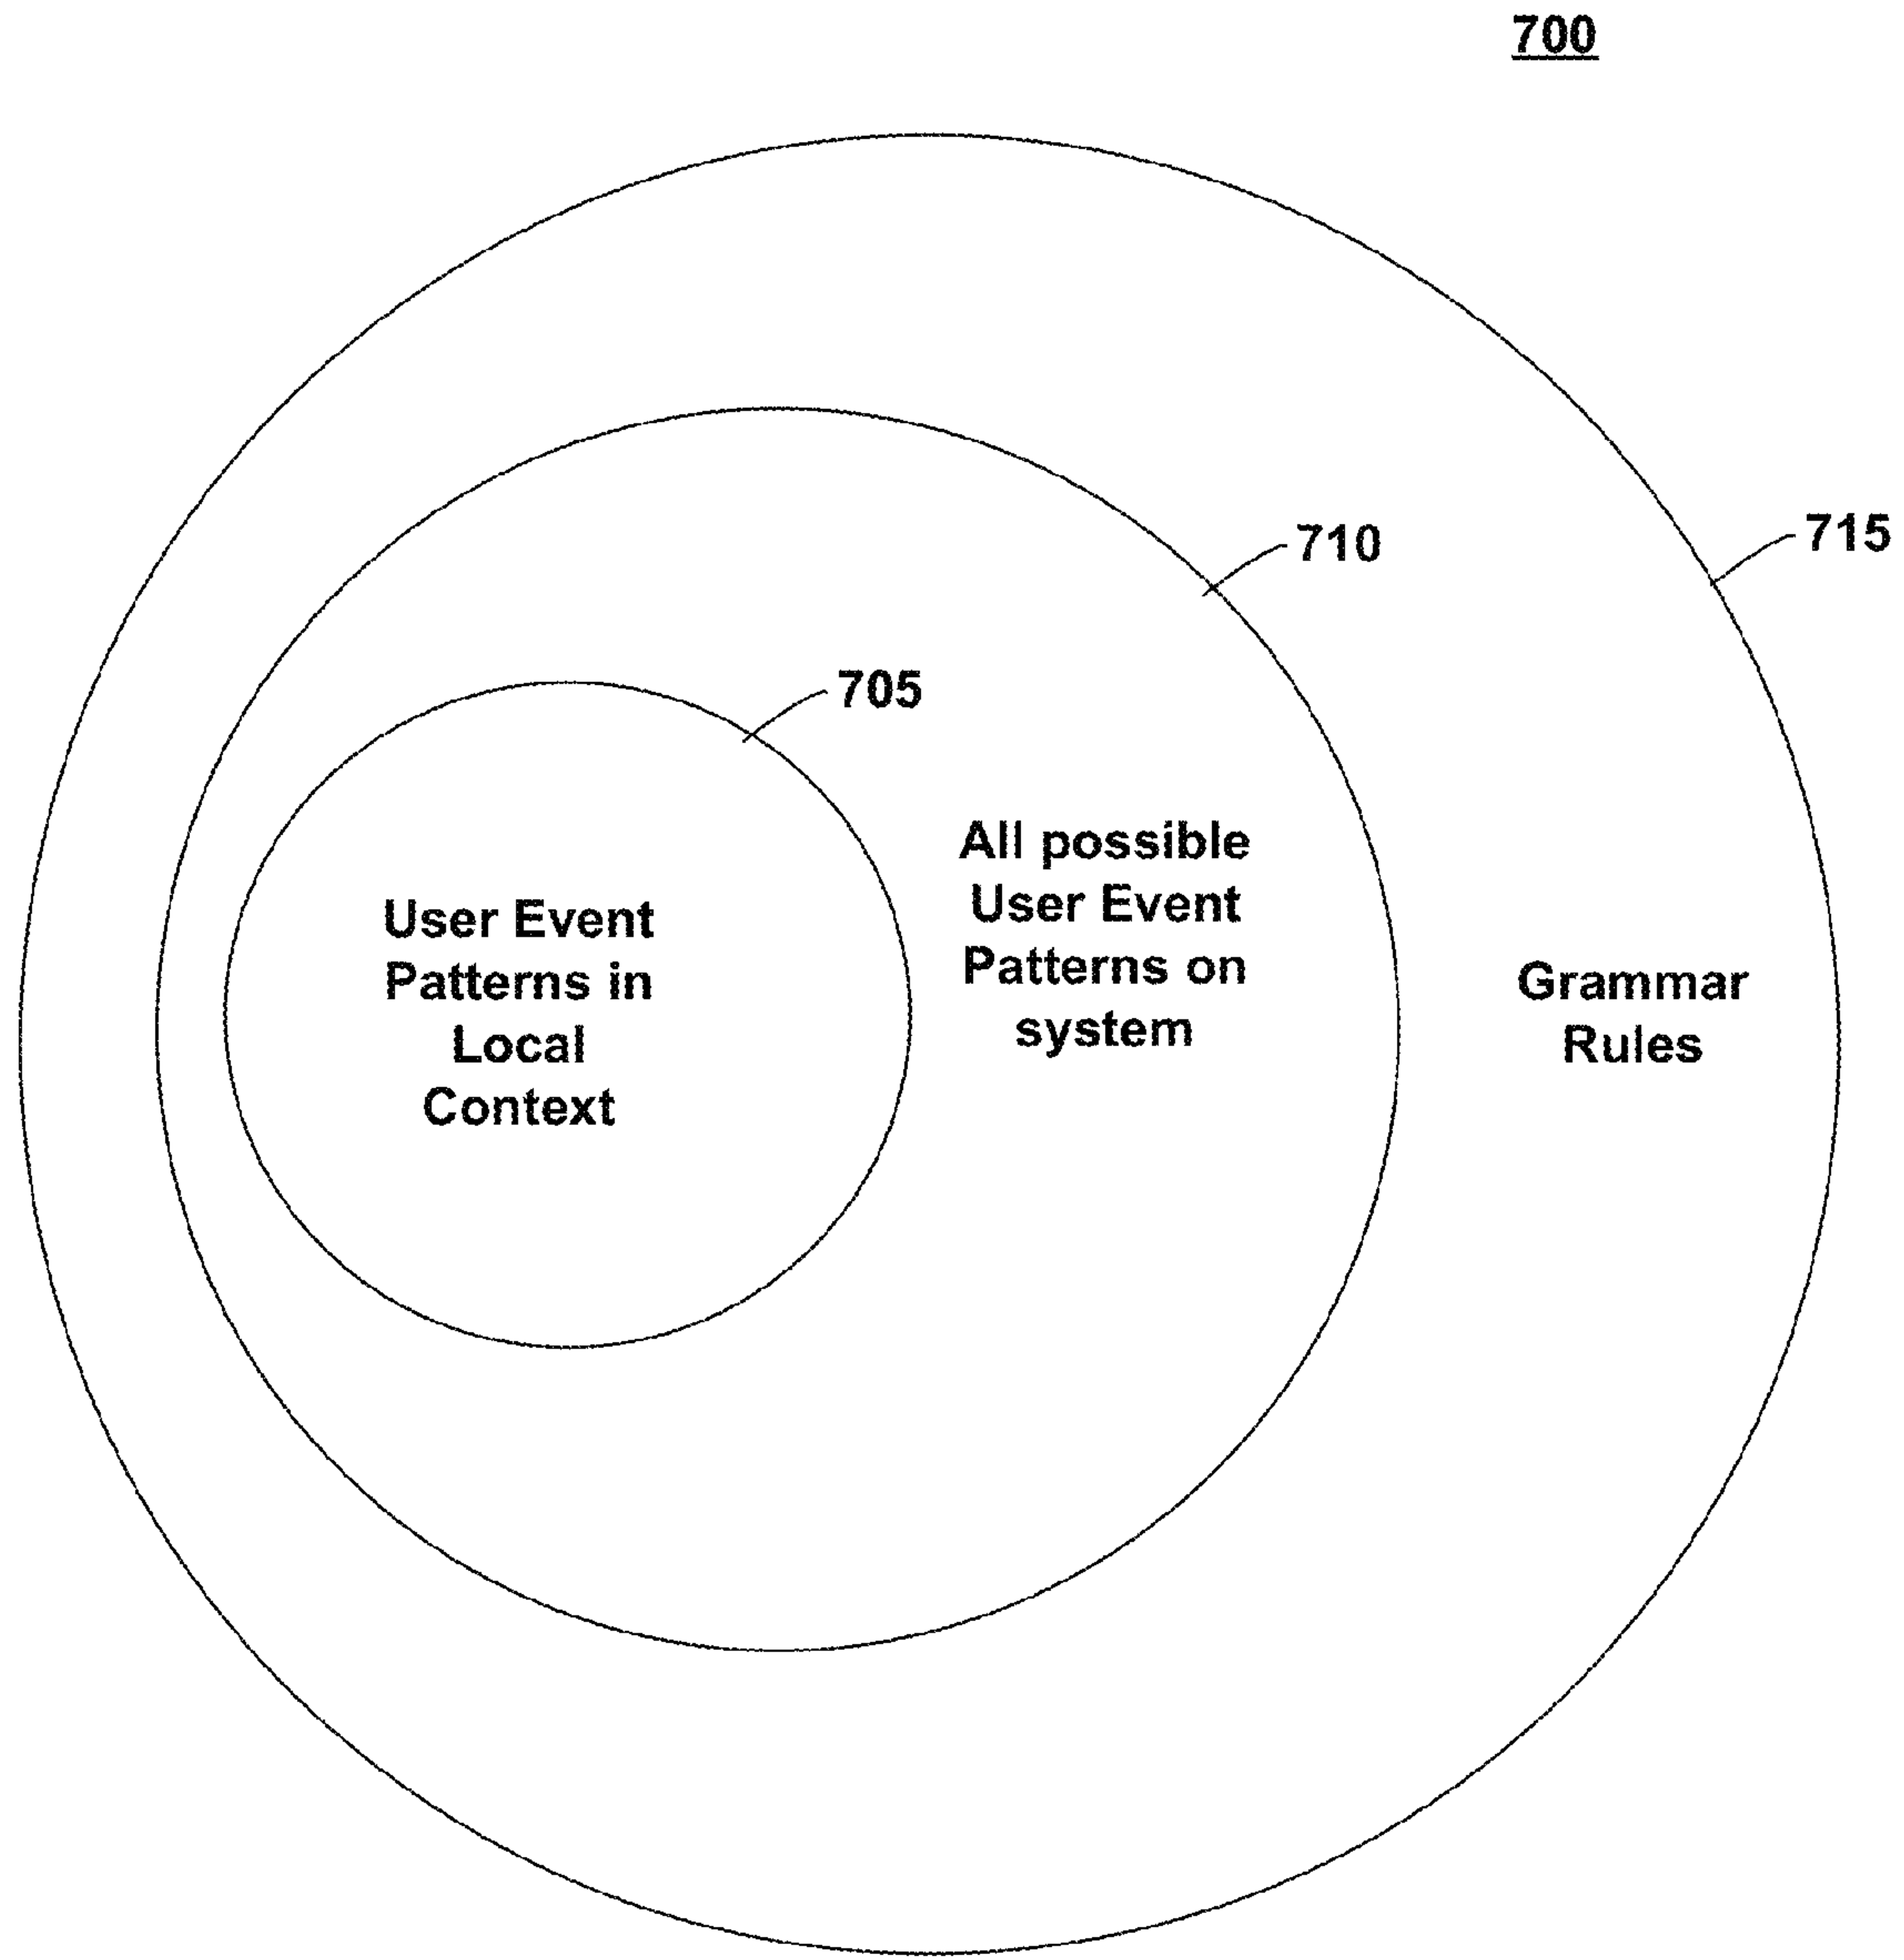 700
715
710
705
All possible
User Event
Patterns on
system
User Event
Patterns in
Local
Context
Grammar
Rules